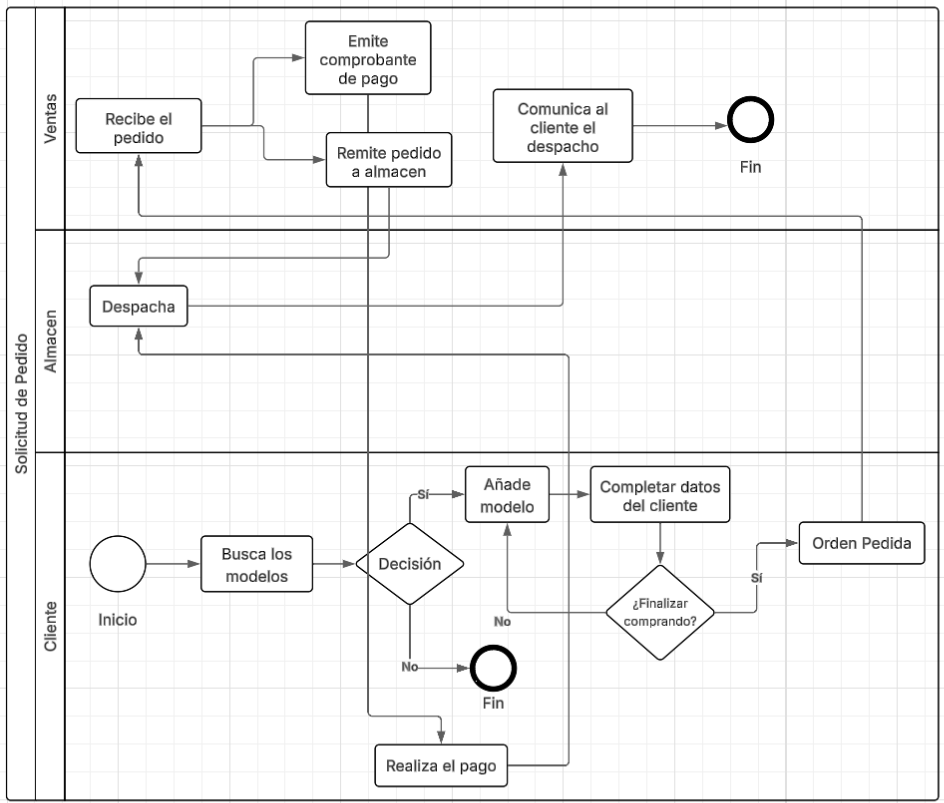 Solicitud de Pedido
Ventas
Emite
comprobante
de pago
Recibe el
pedido
Remite pedido
a almacen
Comunica al
cliente el
despacho
Fin
Almacen
Despacha
Cliente
Inicio
Busca los
modelos
Decisión
Sí
Añade
modelo
Completar datos
del cliente
¿Finalizar
comprando?
No
Sí
Orden Pedida
No
Fin
Realiza el pago